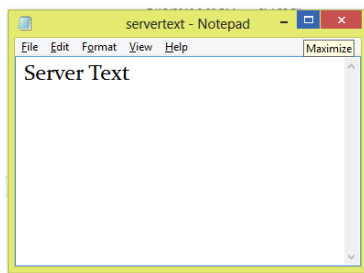 servertext - Notepad
File Edit Format View Help
Maximize
Server Text